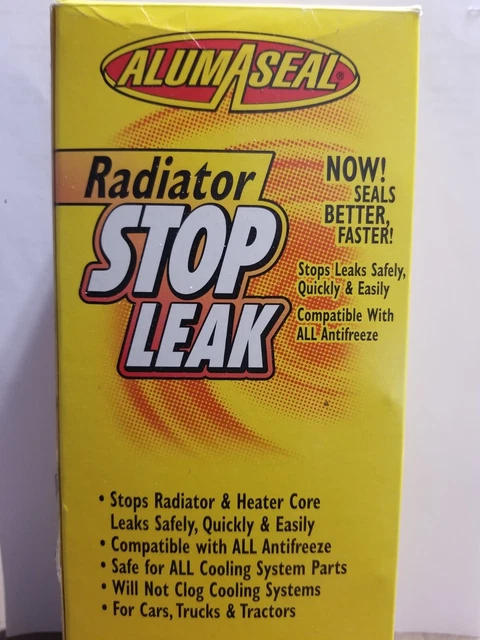 ALUMASEAL®
Radiator
STOP
LEAK
NOW!
SEALS
BETTER,
FASTER!
Stops Leaks Safely,
Quickly & Easily
Compatible With
ALL Antifreeze
• Stops Radiator & Heater Core
Leaks Safely, Quickly & Easily
• Compatible with ALL Antifreeze
• Safe for ALL Cooling System Parts
• Will Not Clog Cooling Systems
• For Cars, Trucks & Tractors